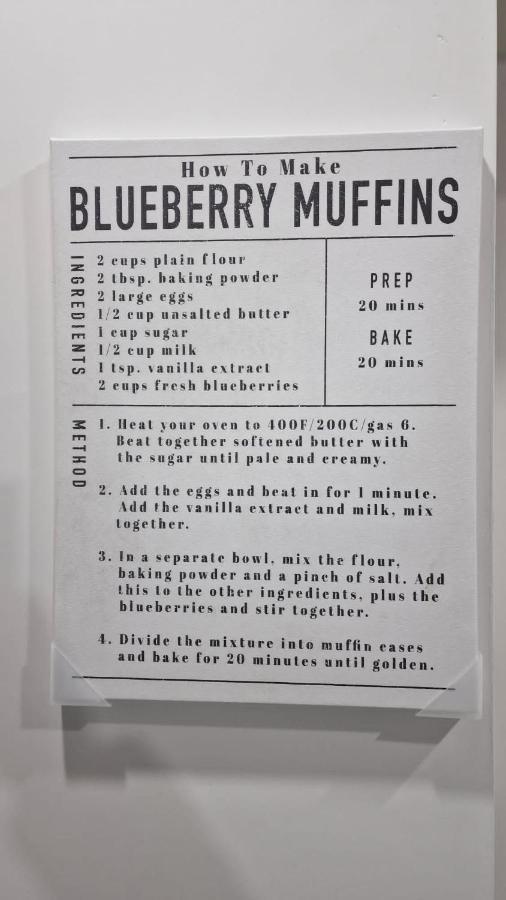 How To Make
BLUEBERRY MUFFINS
INGREDIENTS
2 cups plain flour
2 tbsp. baking powder
2 large eggs
1/2 cup unsalted butter
1 cup sugar
1/2 cup milk
1 tsp. vanilla extract
2 cups fresh blueberries
PREP
20 mins
BAKE
20 mins
METHOD
1. Heat your oven to 400F/200C/gas 6.
Beat together softened butter with
the sugar until pale and creamy.
2. Add the eggs and beat in for 1 minute.
Add the vanilla extract and milk, mix
together.
3. In a separate bowl, mix the flour,
baking powder and a pinch of salt. Add
this to the other ingredients, plus the
blueberries and stir together.
4. Divide the mixture into muffin cases
and bake for 20 minutes until golden.